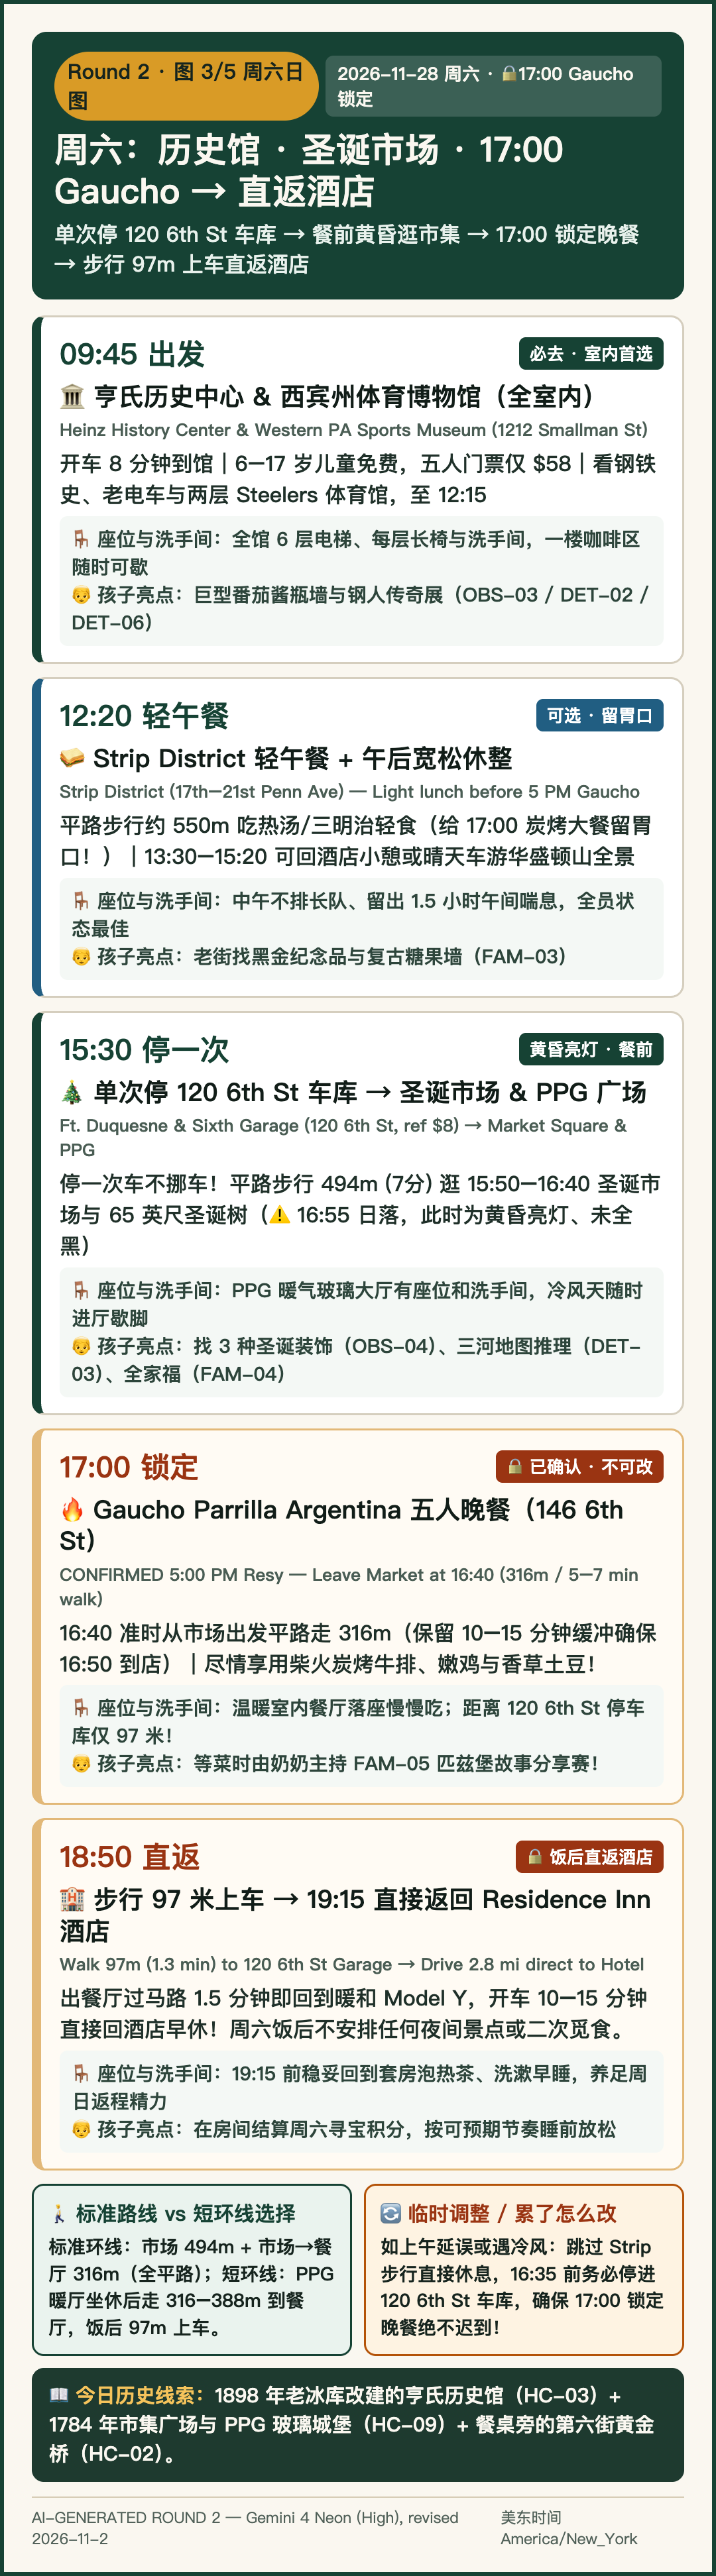 Round 2 · 图 3/5 周六日
图
2026-11-28 周六 · 🔒17:00 Gaucho
锁定
周六：历史馆 · 圣诞市场 · 17:00
Gaucho → 直返酒店
单次停 120 6th St 车库 → 餐前黄昏逛市集 → 17:00 锁定晚餐
→ 步行 97m 上车直返酒店
09:45 出发
必去 · 室内首选
🏛️ 亨氏历史中心 & 西宾州体育博物馆（全室内）
Heinz History Center & Western PA Sports Museum (1212 Smallman St)
开车 8 分钟到馆｜6–17 岁儿童免费，五人门票仅 $58｜看钢铁
史、老电车与两层 Steelers 体育馆，至 12:15
🪑 座位与洗手间：全馆 6 层电梯、每层长椅与洗手间，一楼咖啡区
随时可歇
👦 孩子亮点：巨型番茄酱瓶墙与钢人传奇展（OBS-03 / DET-02 /
DET-06）
12:20 轻午餐
可选 · 留胃口
🥪 Strip District 轻午餐 + 午后宽松休整
Strip District (17th–21st Penn Ave) — Light lunch before 5 PM Gaucho
平路步行约 550m 吃热汤/三明治轻食（给 17:00 炭烤大餐留胃
口！）｜13:30–15:20 可回酒店小憩或晴天车游华盛顿山全景
🪑 座位与洗手间：中午不排长队、留出 1.5 小时午间喘息，全员状
态最佳
👦 孩子亮点：老街找黑金纪念品与复古糖果墙（FAM-03）
15:30 停一次
黄昏亮灯 · 餐前
🎄 单次停 120 6th St 车库 → 圣诞市场 & PPG 广场
Ft. Duquesne & Sixth Garage (120 6th St, ref $8) → Market Square &
PPG
停一次车不挪车！平路步行 494m (7分) 逛 15:50–16:40 圣诞市
场与 65 英尺圣诞树（⚠️ 16:55 日落，此时为黄昏亮灯、未全
黑）
🪑 座位与洗手间：PPG 暖气玻璃大厅有座位和洗手间，冷风天随时
进厅歇脚
👦 孩子亮点：找 3 种圣诞装饰（OBS-04）、三河地图推理（DET-
03）、全家福（FAM-04）
17:00 锁定
🔒 已确认 · 不可改
🔥 Gaucho Parrilla Argentina 五人晚餐（146 6th
St）
CONFIRMED 5:00 PM Resy — Leave Market at 16:40 (316m / 5–7 min
walk)
16:40 准时从市场出发平路走 316m（保留 10–15 分钟缓冲确保
16:50 到店）｜尽情享用柴火炭烤牛排、嫩鸡与香草土豆！
🪑 座位与洗手间：温暖室内餐厅落座慢慢吃；距离 120 6th St 停车
库仅 97 米！
👦 孩子亮点：等菜时由奶奶主持 FAM-05 匹兹堡故事分享赛！
18:50 直返
🔒 饭后直返酒店
🏨 步行 97 米上车 → 19:15 直接返回 Residence Inn
酒店
Walk 97m (1.3 min) to 120 6th St Garage → Drive 2.8 mi direct to Hotel
出餐厅过马路 1.5 分钟即回到暖和 Model Y，开车 10–15 分钟
直接回酒店早休！周六饭后不安排任何夜间景点或二次觅食。
🪑 座位与洗手间：19:15 前稳妥回到套房泡热茶、洗漱早睡，养足周
日返程精力
👦 孩子亮点：在房间结算周六寻宝积分，按可预期节奏睡前放松
🚶 标准路线 vs 短环线选择
标准环线：市场 494m + 市场→餐
厅 316m（全平路）；短环线：PPG
暖厅坐休后走 316–388m 到餐
厅，饭后 97m 上车。
🔄 临时调整 / 累了怎么改
如上午延误或遇冷风：跳过 Strip
步行直接休息，16:35 前务必停进
120 6th St 车库，确保 17:00 锁定
晚餐绝不迟到！
📖 今日历史线索：1898 年老冰库改建的亨氏历史馆（HC-03）+
1784 年市集广场与 PPG 玻璃城堡（HC-09）+ 餐桌旁的第六街黄金
桥（HC-02）。
AI-GENERATED ROUND 2 — Gemini 4 Neon (High), revised
2026-11-2
美东时间
America/New_York